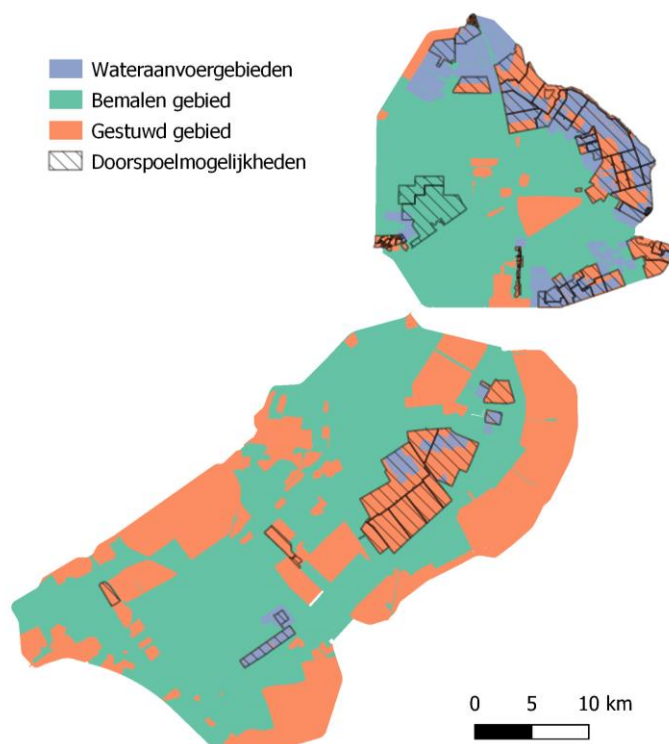 Wateraanvoergebieden
Bemalen gebied
Gestuwd gebied
Doorspoelmogelijkheden
0 5 10 km